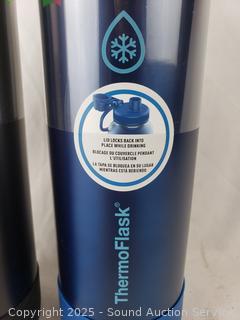 LID LOCKS BACK INTO
PLACE WHILE DRINKING
BLOCAGE DU COUVERCLE PENDANT
L'UTILISATION
LA TAPA SE BLOQUEA EN SU LUGAR
MIENTRAS ESTÁ BEBIENDO
ThermoFlask®
Copyright 2025 - Sound Auction Service